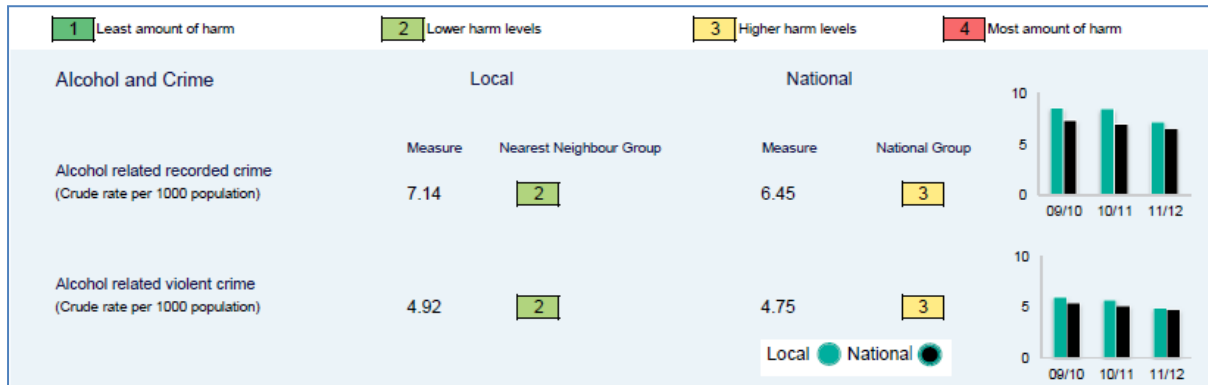 1 Least amount of harm 2 Lower harm levels 3 Higher harm levels 4 Most amount of harm
Alcohol and Crime Local National
Measure Nearest Neighbour Group Measure National Group
Alcohol related recorded crime
(Crude rate per 1000 population) 7.14 2 6.45 3
10
5
0
09/10 10/11 11/12
Alcohol related violent crime
(Crude rate per 1000 population) 4.92 2 4.75 3
Local National
10
5
0
09/10 10/11 11/12